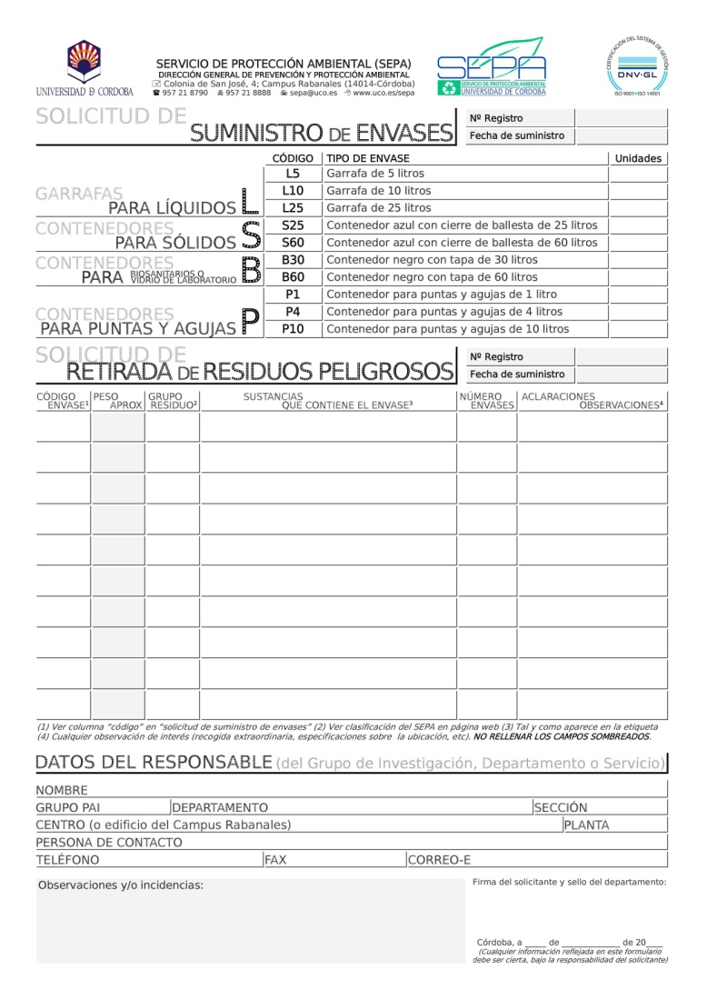 UNIVERSIDAD Đ CORDOBA
SERVICIO DE PROTECCIÓN AMBIENTAL (SEPA)
DIRECCIÓN GENERAL DE PREVENCIÓN Y PROTECCIÓN AMBIENTAL
Colonia de San José, 4; Campus Rabanales (14014-Córdoba)
957 21 8790 957 21 8888 sepa@uco.es www.uco.es/sepa
SEPA
SERVICIO DE PROTECCIÓN AMBIENTAL
UNIVERSIDAD DE CÓRDOBA
CERTIFICACIÓN DEL SISTEMA DE GESTIÓN
DNV·GL
ISO 9001=ISO 14001
SOLICITUD DE
SUMINISTRO DE ENVASES
Nº Registro
Fecha de suministro
CÓDIGO TIPO DE ENVASE Unidades
L5 Garrafa de 5 litros
L10 Garrafa de 10 litros
L25 Garrafa de 25 litros
GARRAFAS
PARA LÍQUIDOS L
S25 Contenedor azul con cierre de ballesta de 25 litros
S60 Contenedor azul con cierre de ballesta de 60 litros
CONTENEDORES
PARA SÓLIDOS S
B30 Contenedor negro con tapa de 30 litros
B60 Contenedor negro con tapa de 60 litros
CONTENEDORES
PARA BIOSANITARIOS O
VIDRIO DE LABORATORIO B
P1 Contenedor para puntas y agujas de 1 litro
P4 Contenedor para puntas y agujas de 4 litros
P10 Contenedor para puntas y agujas de 10 litros
CONTENEDORES
PARA PUNTAS Y AGUJAS P
SOLICITUD DE
RETIRADA DE RESIDUOS PELIGROSOS
Nº Registro
Fecha de suministro
CÓDIGO ENVASE¹
PESO APROX
GRUPO RESIDUO²
SUSTANCIAS QUE CONTIENE EL ENVASE³
NÚMERO ENVASES
ACLARACIONES OBSERVACIONES⁴
(1) Ver columna “código” en “solicitud de suministro de envases” (2) Ver clasificación del SEPA en página web (3) Tal y como aparece en la etiqueta
(4) Cualquier observación de interés (recogida extraordinaria, especificaciones sobre la ubicación, etc). NO RELLENAR LOS CAMPOS SOMBREADOS.
DATOS DEL RESPONSABLE (del Grupo de Investigación, Departamento o Servicio)
NOMBRE
GRUPO PAI DEPARTAMENTO SECCIÓN
CENTRO (o edificio del Campus Rabanales) PLANTA
PERSONA DE CONTACTO
TELÉFONO FAX CORREO-E
Observaciones y/o incidencias:
Firma del solicitante y sello del departamento:
Córdoba, a _____ de _____________ de 20____
(Cualquier información reflejada en este formulario
debe ser cierta, bajo la responsabilidad del solicitante)